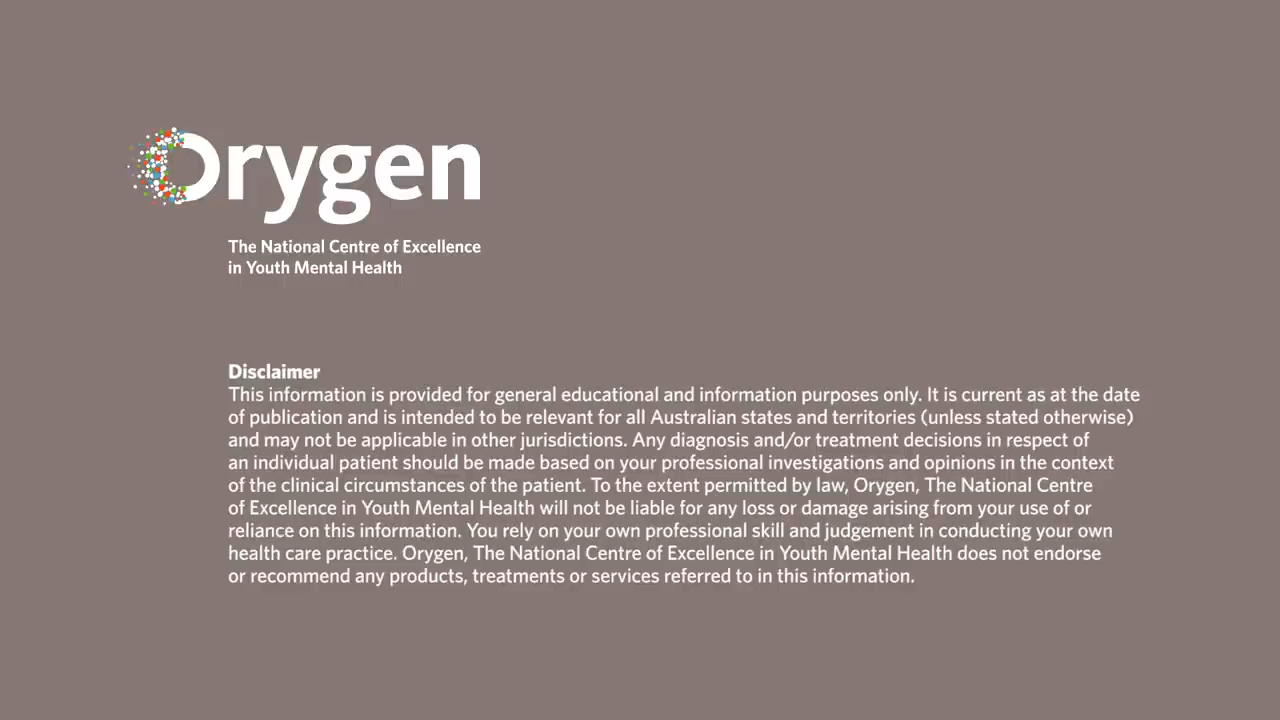 Orygen
The National Centre of Excellence
in Youth Mental Health
Disclaimer
This information is provided for general educational and information purposes only. It is current as at the date
of publication and is intended to be relevant for all Australian states and territories (unless stated otherwise)
and may not be applicable in other jurisdictions. Any diagnosis and/or treatment decisions in respect of
an individual patient should be made based on your professional investigations and opinions in the context
of the clinical circumstances of the patient. To the extent permitted by law, Orygen, The National Centre
of Excellence in Youth Mental Health will not be liable for any loss or damage arising from your use of or
reliance on this information. You rely on your own professional skill and judgement in conducting your own
health care practice. Orygen, The National Centre of Excellence in Youth Mental Health does not endorse
or recommend any products, treatments or services referred to in this information.